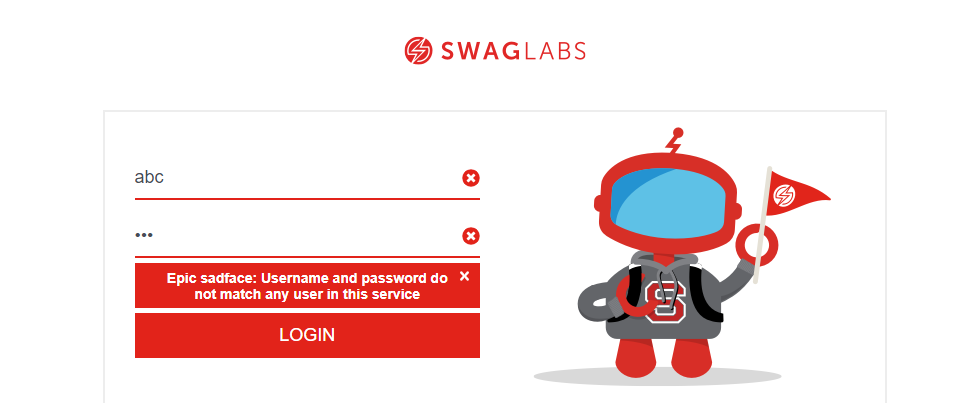 SWAGLABS
abc
•••
Epic sadface: Username and password do
not match any user in this service
LOGIN
S